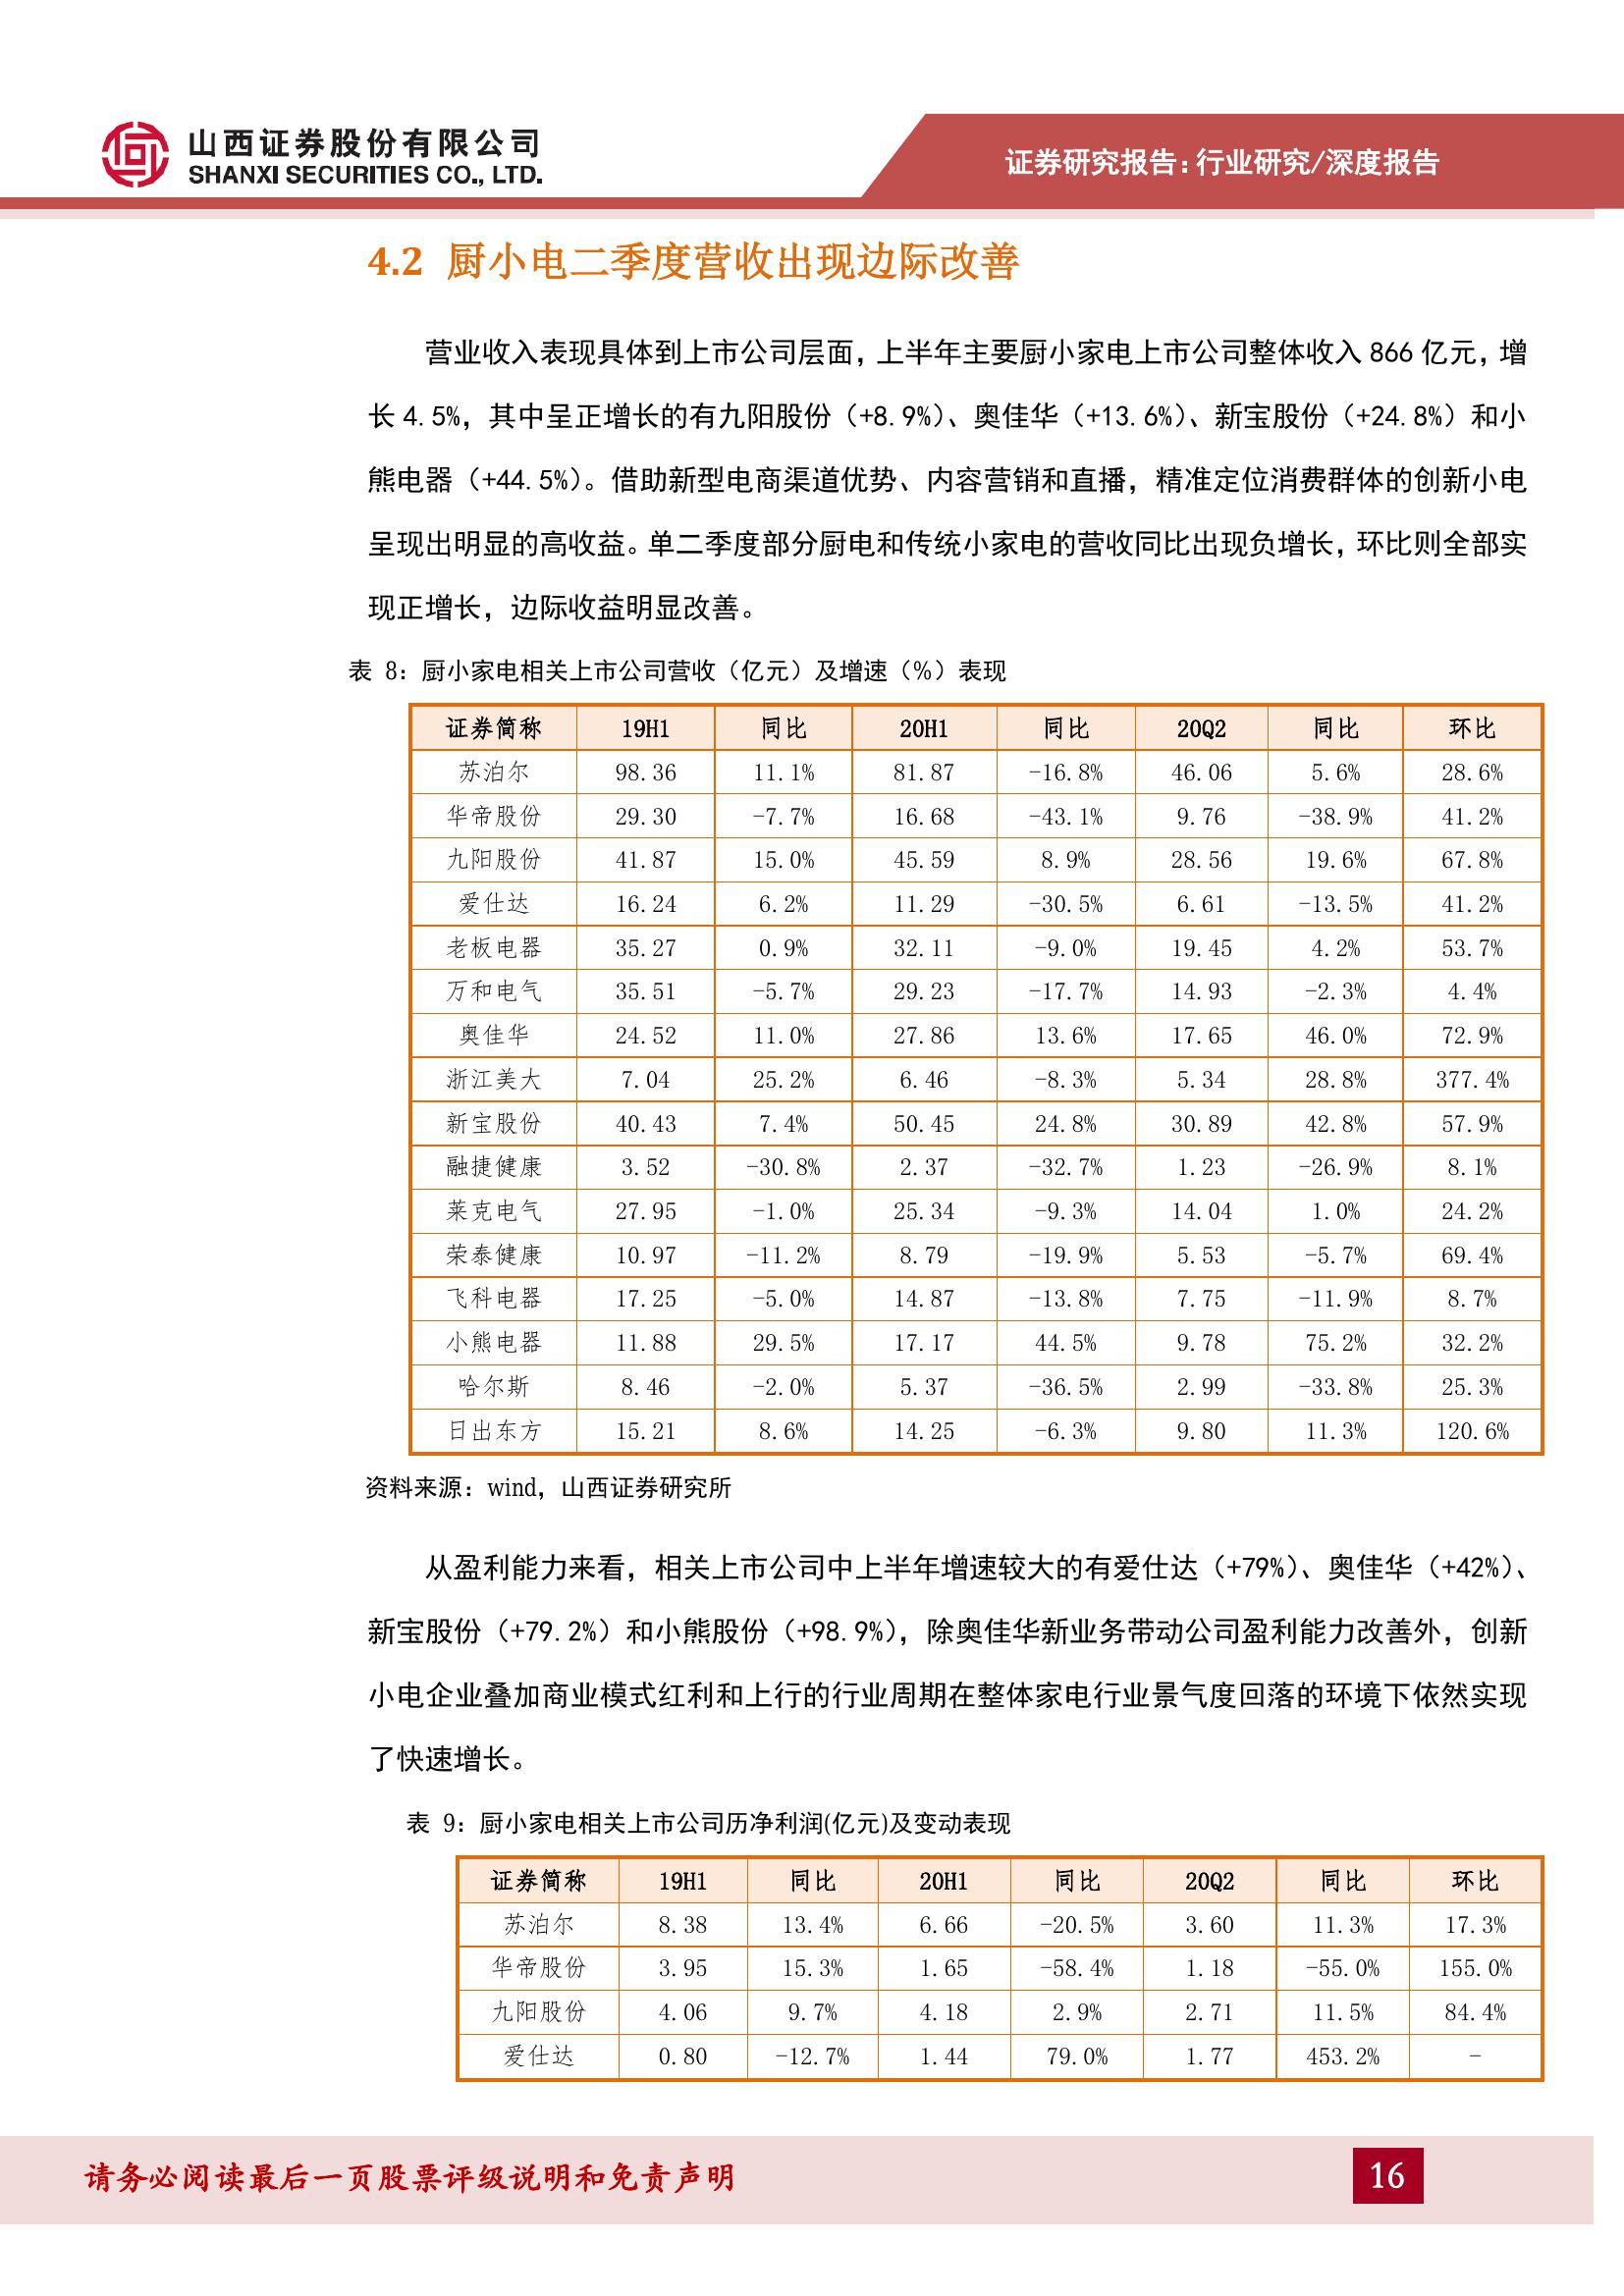 山西证券股份有限公司
SHANXI SECURITIES CO., LTD.
证券研究报告：行业研究/深度报告
4.2 厨小电二季度营收出现边际改善
营业收入表现具体到上市公司层面，上半年主要厨小家电上市公司整体收入 866 亿元，增
长 4.5%，其中呈正增长的有九阳股份（+8.9%）、奥佳华（+13.6%）、新宝股份（+24.8%）和小
熊电器（+44.5%）。借助新型电商渠道优势、内容营销和直播，精准定位消费群体的创新小电
呈现出明显的高收益。单二季度部分厨电和传统小家电的营收同比出现负增长，环比则全部实
现正增长，边际收益明显改善。
表 8：厨小家电相关上市公司营收（亿元）及增速（%）表现
证券简称 19H1 同比 20H1 同比 20Q2 同比 环比
苏泊尔 98.36 11.1% 81.87 -16.8% 46.06 5.6% 28.6%
华帝股份 29.30 -7.7% 16.68 -43.1% 9.76 -38.9% 41.2%
九阳股份 41.87 15.0% 45.59 8.9% 28.56 19.6% 67.8%
爱仕达 16.24 6.2% 11.29 -30.5% 6.61 -13.5% 41.2%
老板电器 35.27 0.9% 32.11 -9.0% 19.45 4.2% 53.7%
万和电气 35.51 -5.7% 29.23 -17.7% 14.93 -2.3% 4.4%
奥佳华 24.52 11.0% 27.86 13.6% 17.65 46.0% 72.9%
浙江美大 7.04 25.2% 6.46 -8.3% 5.34 28.8% 377.4%
新宝股份 40.43 7.4% 50.45 24.8% 30.89 42.8% 57.9%
融捷健康 3.52 -30.8% 2.37 -32.7% 1.23 -26.9% 8.1%
莱克电气 27.95 -1.0% 25.34 -9.3% 14.04 1.0% 24.2%
荣泰健康 10.97 -11.2% 8.79 -19.9% 5.53 -5.7% 69.4%
飞科电器 17.25 -5.0% 14.87 -13.8% 7.75 -11.9% 8.7%
小熊电器 11.88 29.5% 17.17 44.5% 9.78 75.2% 32.2%
哈尔斯 8.46 -2.0% 5.37 -36.5% 2.99 -33.8% 25.3%
日出东方 15.21 8.6% 14.25 -6.3% 9.80 11.3% 120.6%
资料来源：wind，山西证券研究所
从盈利能力来看，相关上市公司中上半年增速较大的有爱仕达（+79%）、奥佳华（+42%）、
新宝股份（+79.2%）和小熊股份（+98.9%），除奥佳华新业务带动公司盈利能力改善外，创新
小电企业叠加商业模式红利和上行的行业周期在整体家电行业景气度回落的环境下依然实现
了快速增长。
表 9：厨小家电相关上市公司历净利润(亿元)及变动表现
证券简称 19H1 同比 20H1 同比 20Q2 同比 环比
苏泊尔 8.38 13.4% 6.66 -20.5% 3.60 11.3% 17.3%
华帝股份 3.95 15.3% 1.65 -58.4% 1.18 -55.0% 155.0%
九阳股份 4.06 9.7% 4.18 2.9% 2.71 11.5% 84.4%
爱仕达 0.80 -12.7% 1.44 79.0% 1.77 453.2% -
请务必阅读最后一页股票评级说明和免责声明
16